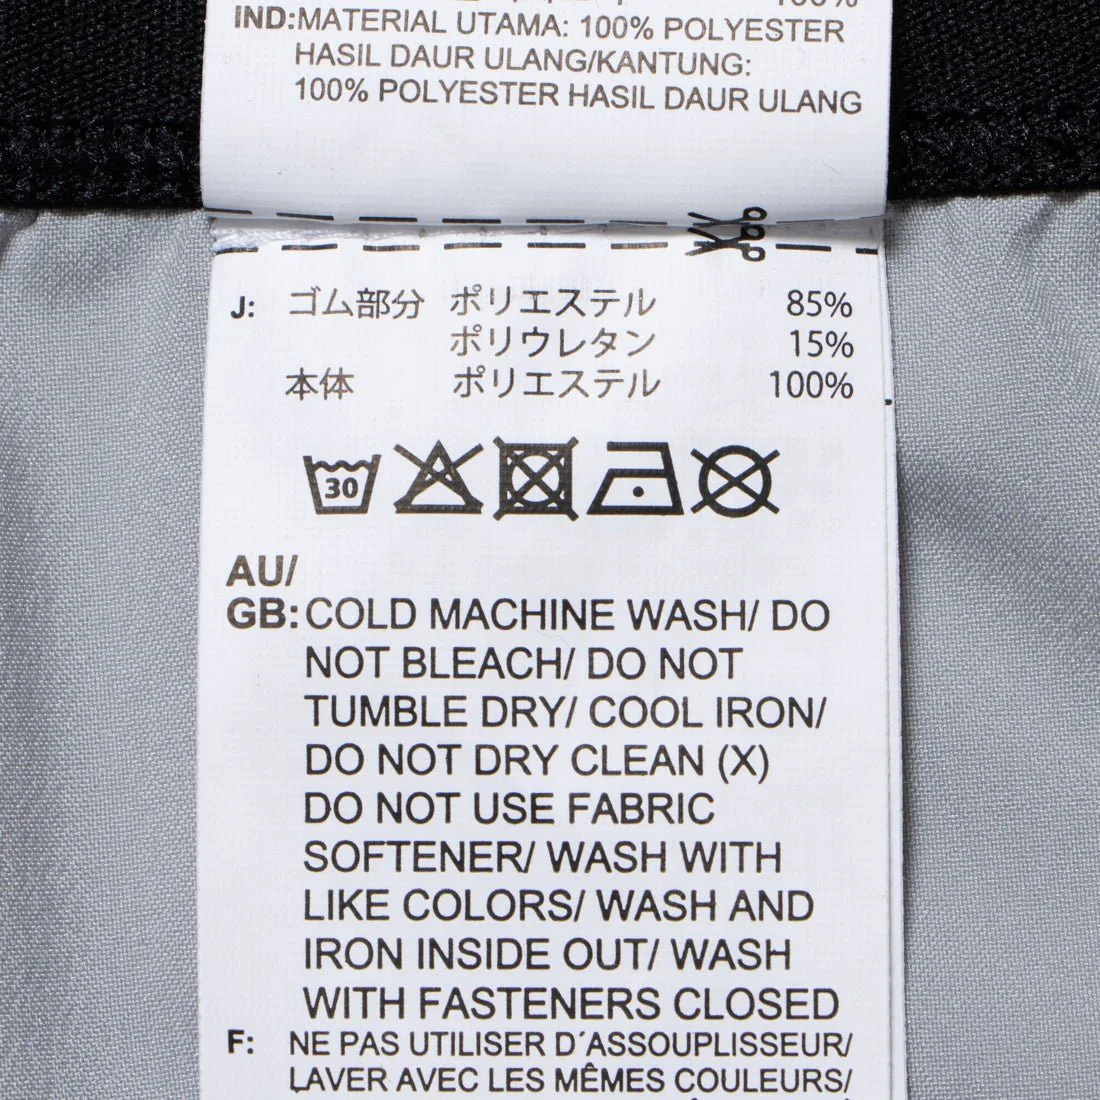 100%
IND:MATERIAL UTAMA: 100% POLYESTER
HASIL DAUR ULANG/KANTUNG:
100% POLYESTER HASIL DAUR ULANG
J: ゴム部分 ポリエステル 85%
ポリウレタン 15%
本体 ポリエステル 100%
30
AU/
GB: COLD MACHINE WASH/ DO
NOT BLEACH/ DO NOT
TUMBLE DRY/ COOL IRON/
DO NOT DRY CLEAN (X)
DO NOT USE FABRIC
SOFTENER/ WASH WITH
LIKE COLORS/ WASH AND
IRON INSIDE OUT/ WASH
WITH FASTENERS CLOSED
F: NE PAS UTILISER D´ASSOUPLISSEUR/
LAVER AVEC LES MÊMES COULEURS/